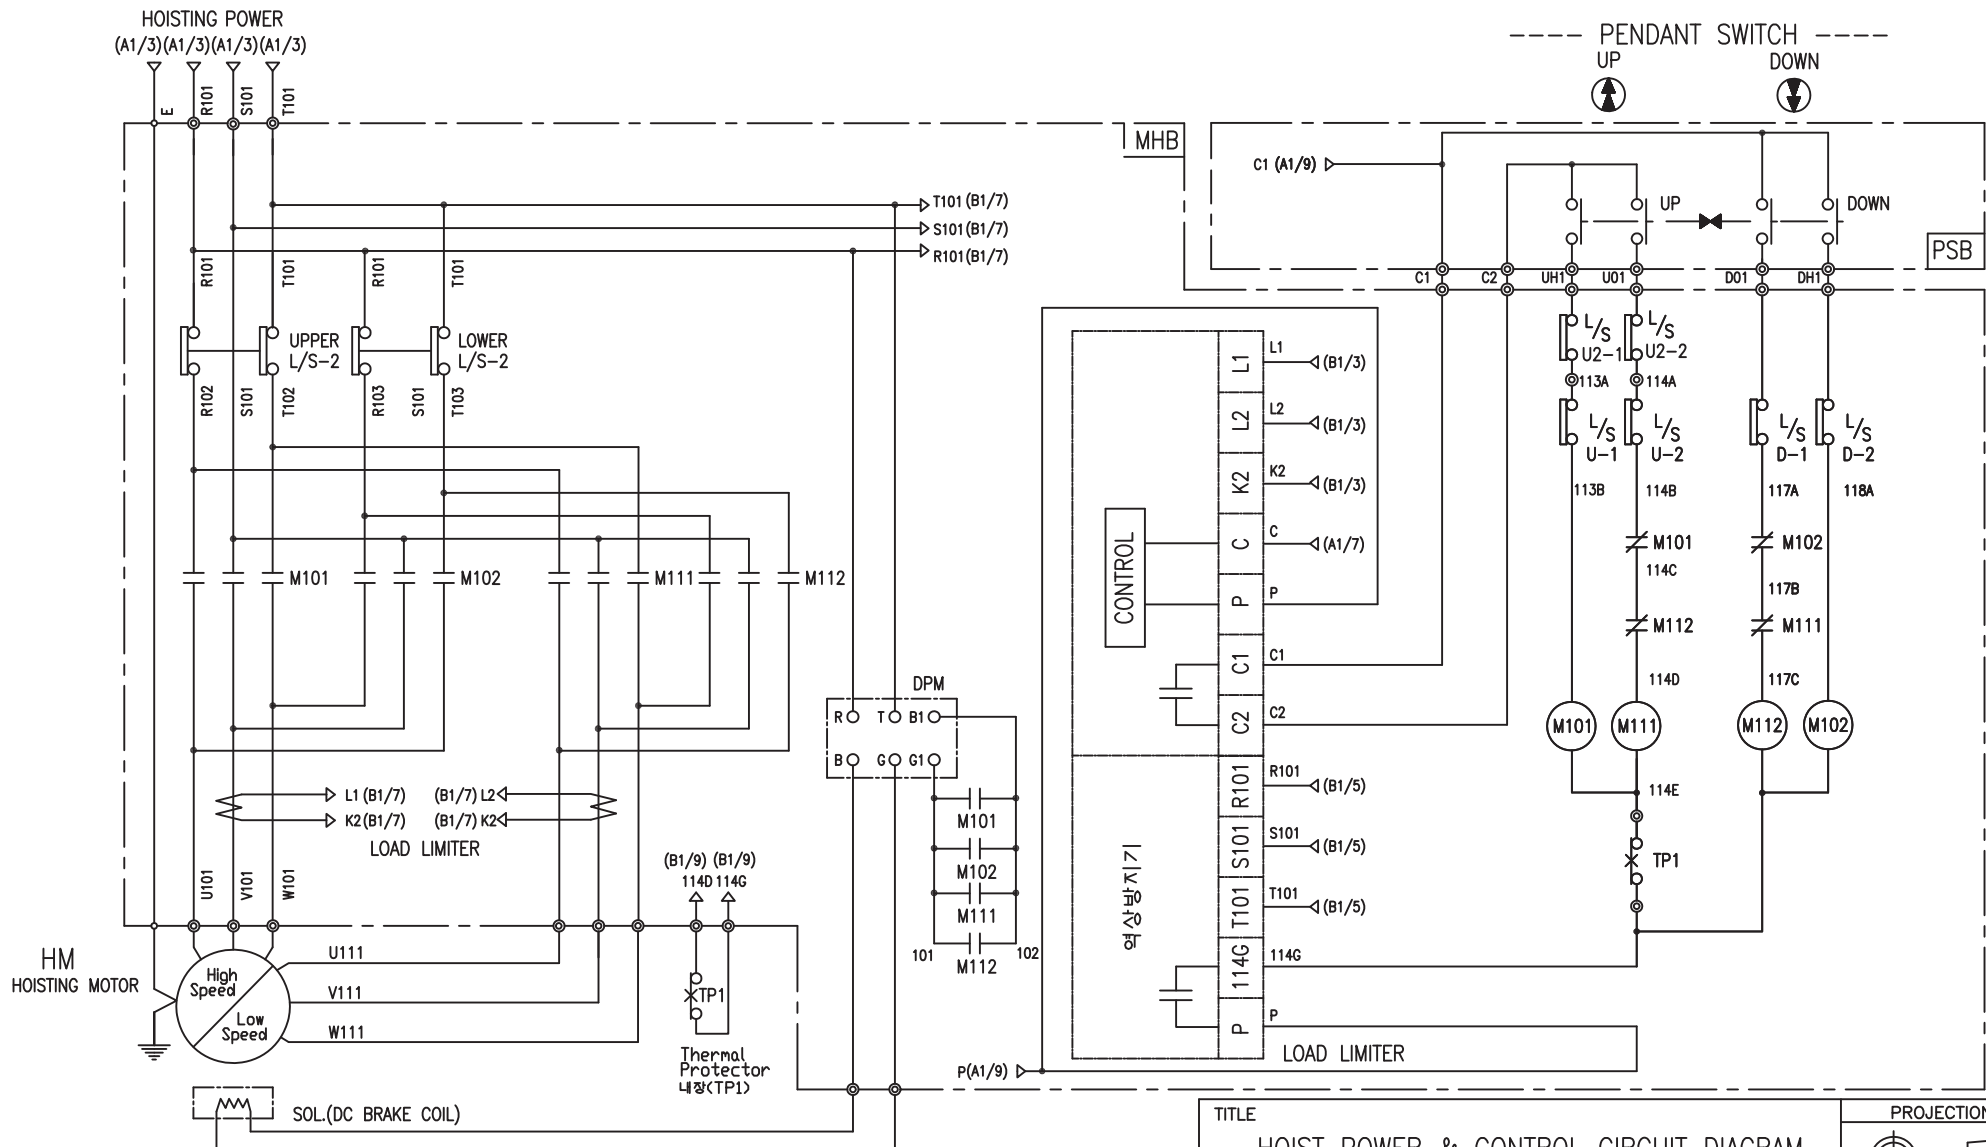 HOISTING POWER
(A1/3)(A1/3)(A1/3)(A1/3)
E
R101
S101
T101
MHB
T101 (B1/7)
S101 (B1/7)
R101 (B1/7)
R101
T101
R101
T101
UPPER
L/S-2
LOWER
L/S-2
R102
S101
T102
R103
S101
T103
M101
M102
M111
M112
DPM
R
T
B1
B
G
G1
M101
M102
M111
M112
101
102
L1 (B1/7)
(B1/7) L2
K2(B1/7)
(B1/7) K2
LOAD LIMITER
(B1/9) (B1/9)
114D 114G
U101
V101
W101
HM
HOISTING MOTOR
High
Speed
Low
Speed
U111
V111
W111
TP1
Thermal
Protector
내장(TP1)
SOL.(DC BRAKE COIL)
---- PENDANT SWITCH ----
UP
DOWN
C1 (A1/9)
UP
DOWN
PSB
C1
C2
UH1
U01
D01
DH1
L/S
U2-1
L/S
U2-2
113A
114A
L/S
U-1
L/S
U-2
L/S
D-1
L/S
D-2
113B
114B
117A
118A
M101
114C
M102
117B
M112
114D
M111
117C
M101
M111
M112
M102
114E
TP1
CONTROL
L1
L1
(B1/3)
L2
L2
(B1/3)
K2
K2
(B1/3)
C
C
(A1/7)
P
P
C1
C1
C2
C2
역상방지기
R101
R101
(B1/5)
S101
S101
(B1/5)
T101
T101
(B1/5)
114G
114G
P
P
LOAD LIMITER
P(A1/9)
TITLE
HOIST POWER & CONTROL CIRCUIT DIAGRAM
PROJECTION